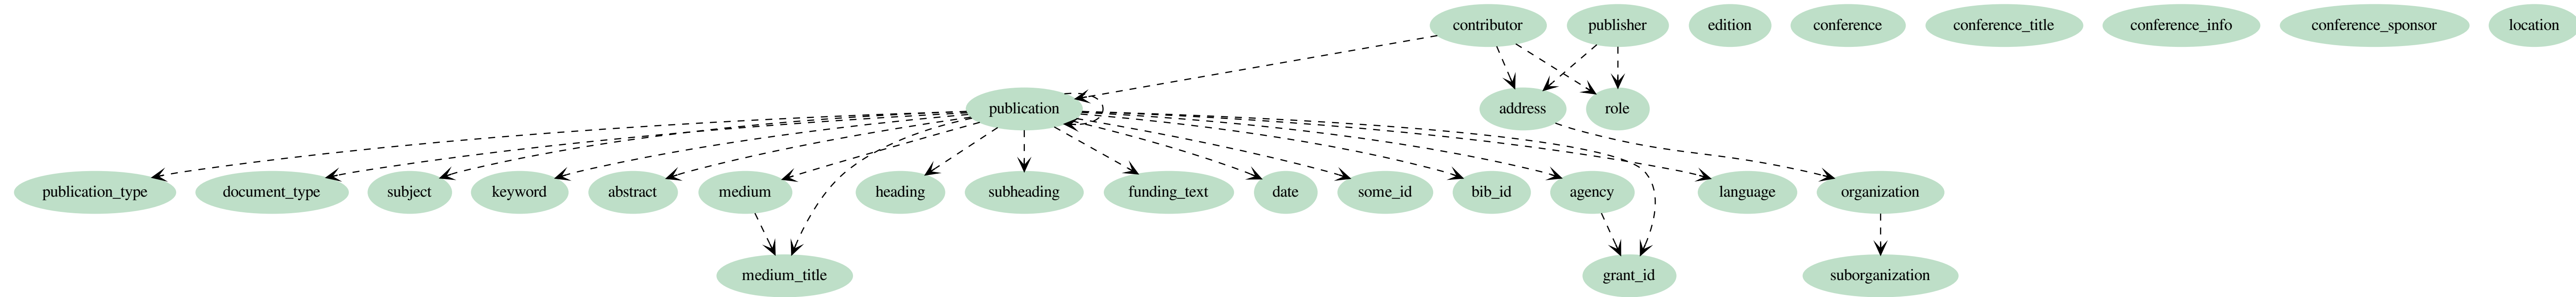 contributor
publisher
edition
conference
conference_title
conference_info
conference_sponsor
location
publication
address
role
publication_type
document_type
subject
keyword
abstract
medium
heading
subheading
funding_text
date
some_id
bib_id
agency
language
organization
medium_title
grant_id
suborganization